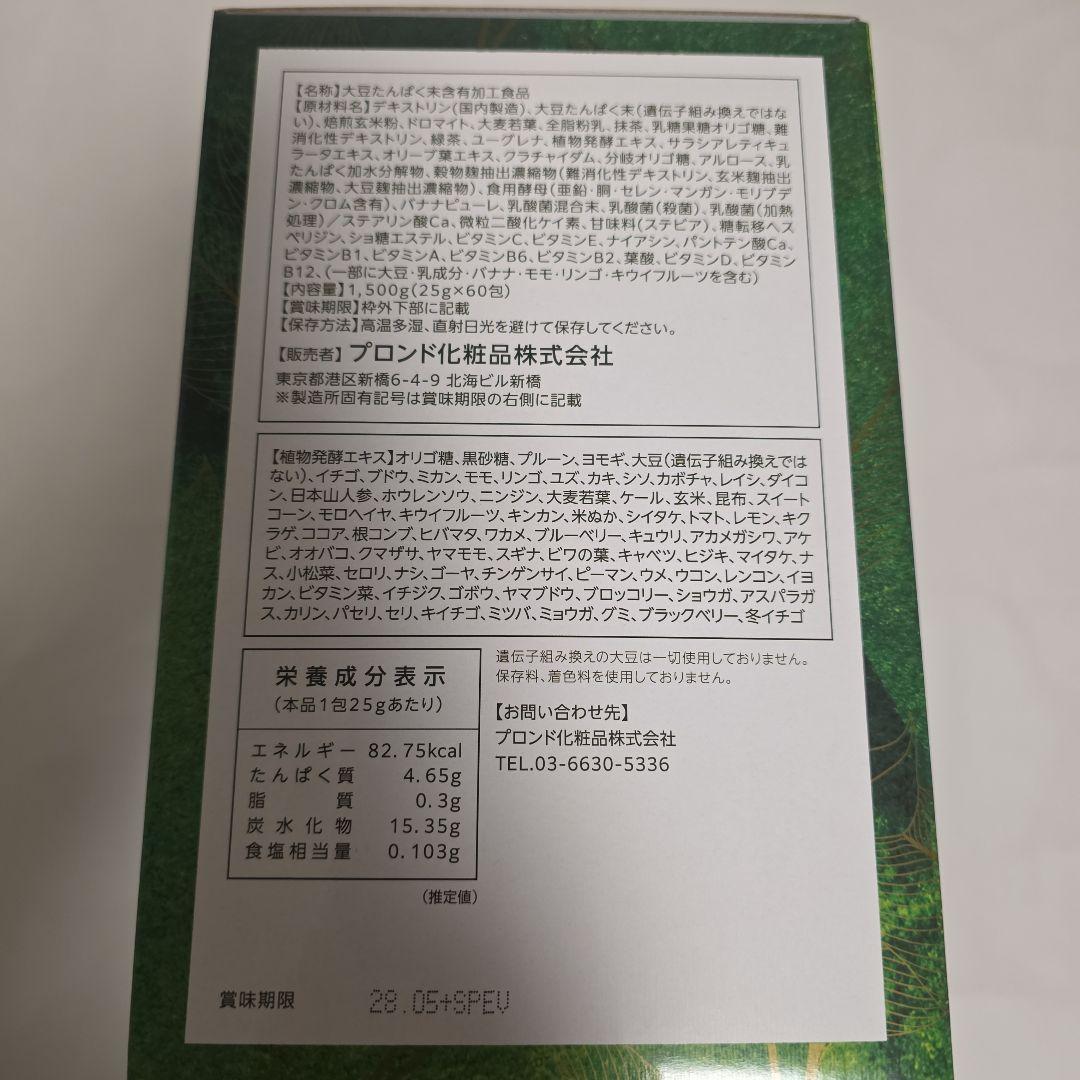 【名称】大豆たんぱく末含有加工食品
【原材料名】デキストリン(国内製造)、大豆たんぱく末(遺伝子組み換えではな
い)、焙煎玄米粉、ドロマイト、大麦若葉、全脂粉乳、抹茶、乳糖果糖オリゴ糖、難
消化性デキストリン、緑茶、ユーグレナ、植物発酵エキス、サラシアレティキュ
ラータエキス、オリーブ葉エキス、クラチャイダム、分岐オリゴ糖、アルロース、乳
たんぱく加水分解物、穀物麹抽出濃縮物(難消化性デキストリン、玄米麹抽出
濃縮物、大豆麹抽出濃縮物)、食用酵母(亜鉛・胴・セレン・マンガン・モリブデ
ン・クロム含有)、バナナピューレ、乳酸菌混合末、乳酸菌(殺菌)、乳酸菌(加熱
処理)/ステアリン酸Ca、微粒二酸化ケイ素、甘味料(ステビア)、糖転移ヘス
ペリジン、ショ糖エステル、ビタミンC、ビタミンE、ナイアシン、パントテン酸Ca、
ビタミンB1、ビタミンA、ビタミンB6、ビタミンB2、葉酸、ビタミンD、ビタミン
B12、(一部に大豆・乳成分・バナナ・モモ・リンゴ・キウイフルーツを含む)
【内容量】1,500g(25g×60包)
【賞味期限】枠外下部に記載
【保存方法】高温多湿、直射日光を避けて保存してください。
【販売者】プロンド化粧品株式会社
東京都港区新橋6-4-9 北海ビル新橋
※製造所固有記号は賞味期限の右側に記載
【植物発酵エキス】オリゴ糖、黒砂糖、プルーン、ヨモギ、大豆(遺伝子組み換えでは
ない)、イチゴ、ブドウ、ミカン、モモ、リンゴ、ユズ、カキ、シソ、カボチャ、レイシ、ダイコ
ン、日本山人参、ホウレンソウ、ニンジン、大麦若葉、ケール、玄米、昆布、スイート
コーン、モロヘイヤ、キウイフルーツ、キンカン、米ぬか、シイタケ、トマト、レモン、キク
ラゲ、ココア、根コンブ、ヒバマタ、ワカメ、ブルーベリー、キュウリ、アカメガシワ、アケ
ビ、オオバコ、クマザサ、ヤマモモ、スギナ、ビワの葉、キャベツ、ヒジキ、マイタケ、ナ
ス、小松菜、セロリ、ナシ、ゴーヤ、チンゲンサイ、ピーマン、ウメ、ウコン、レンコン、イヨ
カン、ビタミン菜、イチジク、ゴボウ、ヤマブドウ、ブロッコリー、ショウガ、アスパラガ
ス、カリン、パセリ、セリ、キイチゴ、ミツバ、ミョウガ、グミ、ブラックベリー、冬イチゴ
栄養成分表示
(本品1包25gあたり)
エネルギー 82.75kcal
たんぱく質 4.65g
脂質 0.3g
炭水化物 15.35g
食塩相当量 0.103g
(推定値)
遺伝子組み換えの大豆は一切使用しておりません。
保存料、着色料を使用しておりません。
【お問い合わせ先】
プロンド化粧品株式会社
TEL.03-6630-5336
賞味期限 28.05+SPEV